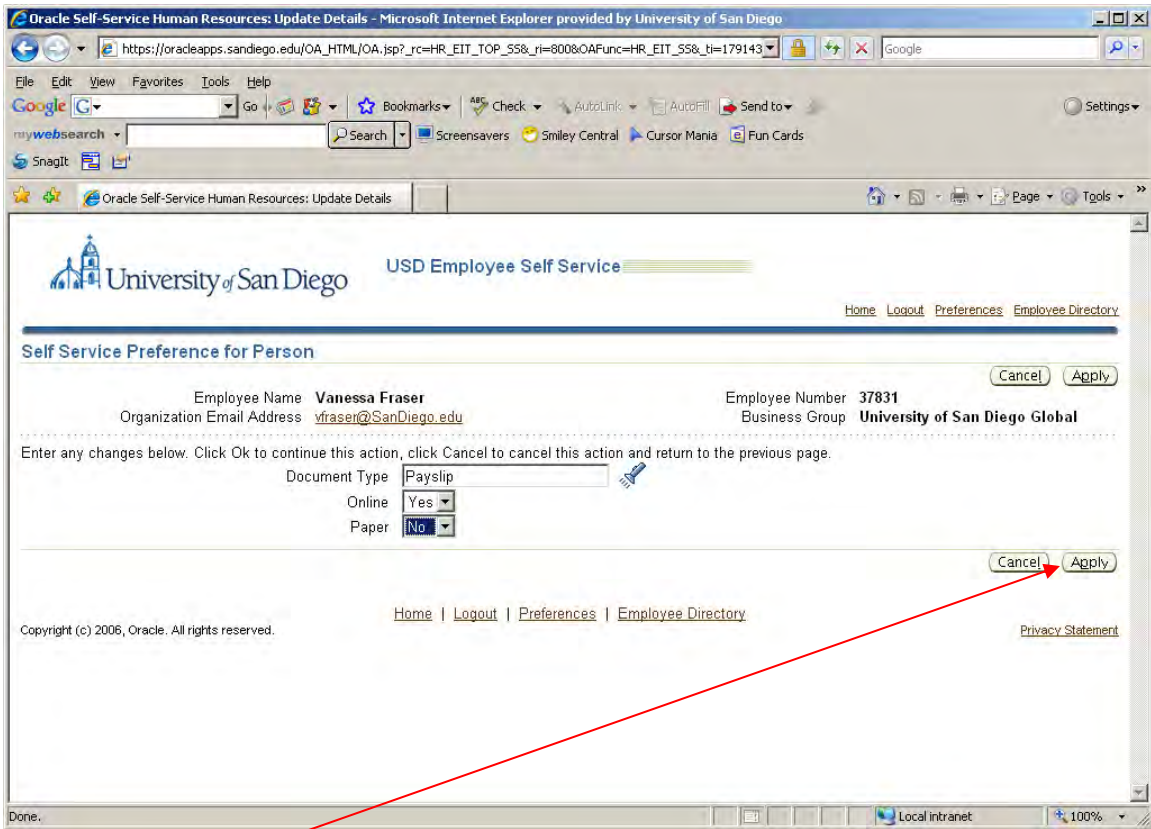 Oracle Self-Service Human Resources: Update Details - Microsoft Internet Explorer provided by University of San Diego
https://oracleapps.sandiego.edu/OA_HTML/OA.jsp?_rc=HR_EIT_TOP_SS&_ri=800&OAFunc=HR_EIT_SS&_ti=179143 Google
File Edit View Favorites Tools Help
Google G Go Bookmarks ABC Check AutoLink AutoFill Send to Settings
mywebsearch Search Screensavers Smiley Central Cursor Mania Fun Cards
SnagIt
Oracle Self-Service Human Resources: Update Details Page Tools »
University of San Diego USD Employee Self Service
Home Logout Preferences Employee Directory
Self Service Preference for Person
Cancel Apply
Employee Name Vanessa Fraser Employee Number 37831
Organization Email Address vfraser@SanDiego.edu Business Group University of San Diego Global
Enter any changes below. Click Ok to continue this action, click Cancel to cancel this action and return to the previous page.
Document Type Payslip
Online Yes
Paper No
Cancel Apply
Home | Logout | Preferences | Employee Directory
Copyright (c) 2006, Oracle. All rights reserved. Privacy Statement
Done. Local intranet 100%